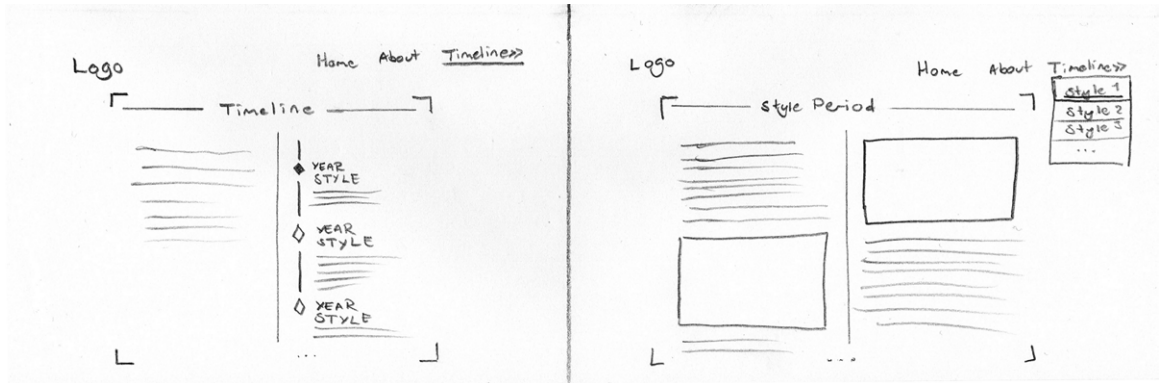 Logo
Home About Timeline>>
Timeline
YEAR
STYLE
YEAR
STYLE
YEAR
STYLE
...
Logo
Home About Timeline>>
Style 1
Style 2
Style 3
...
Style Period
...